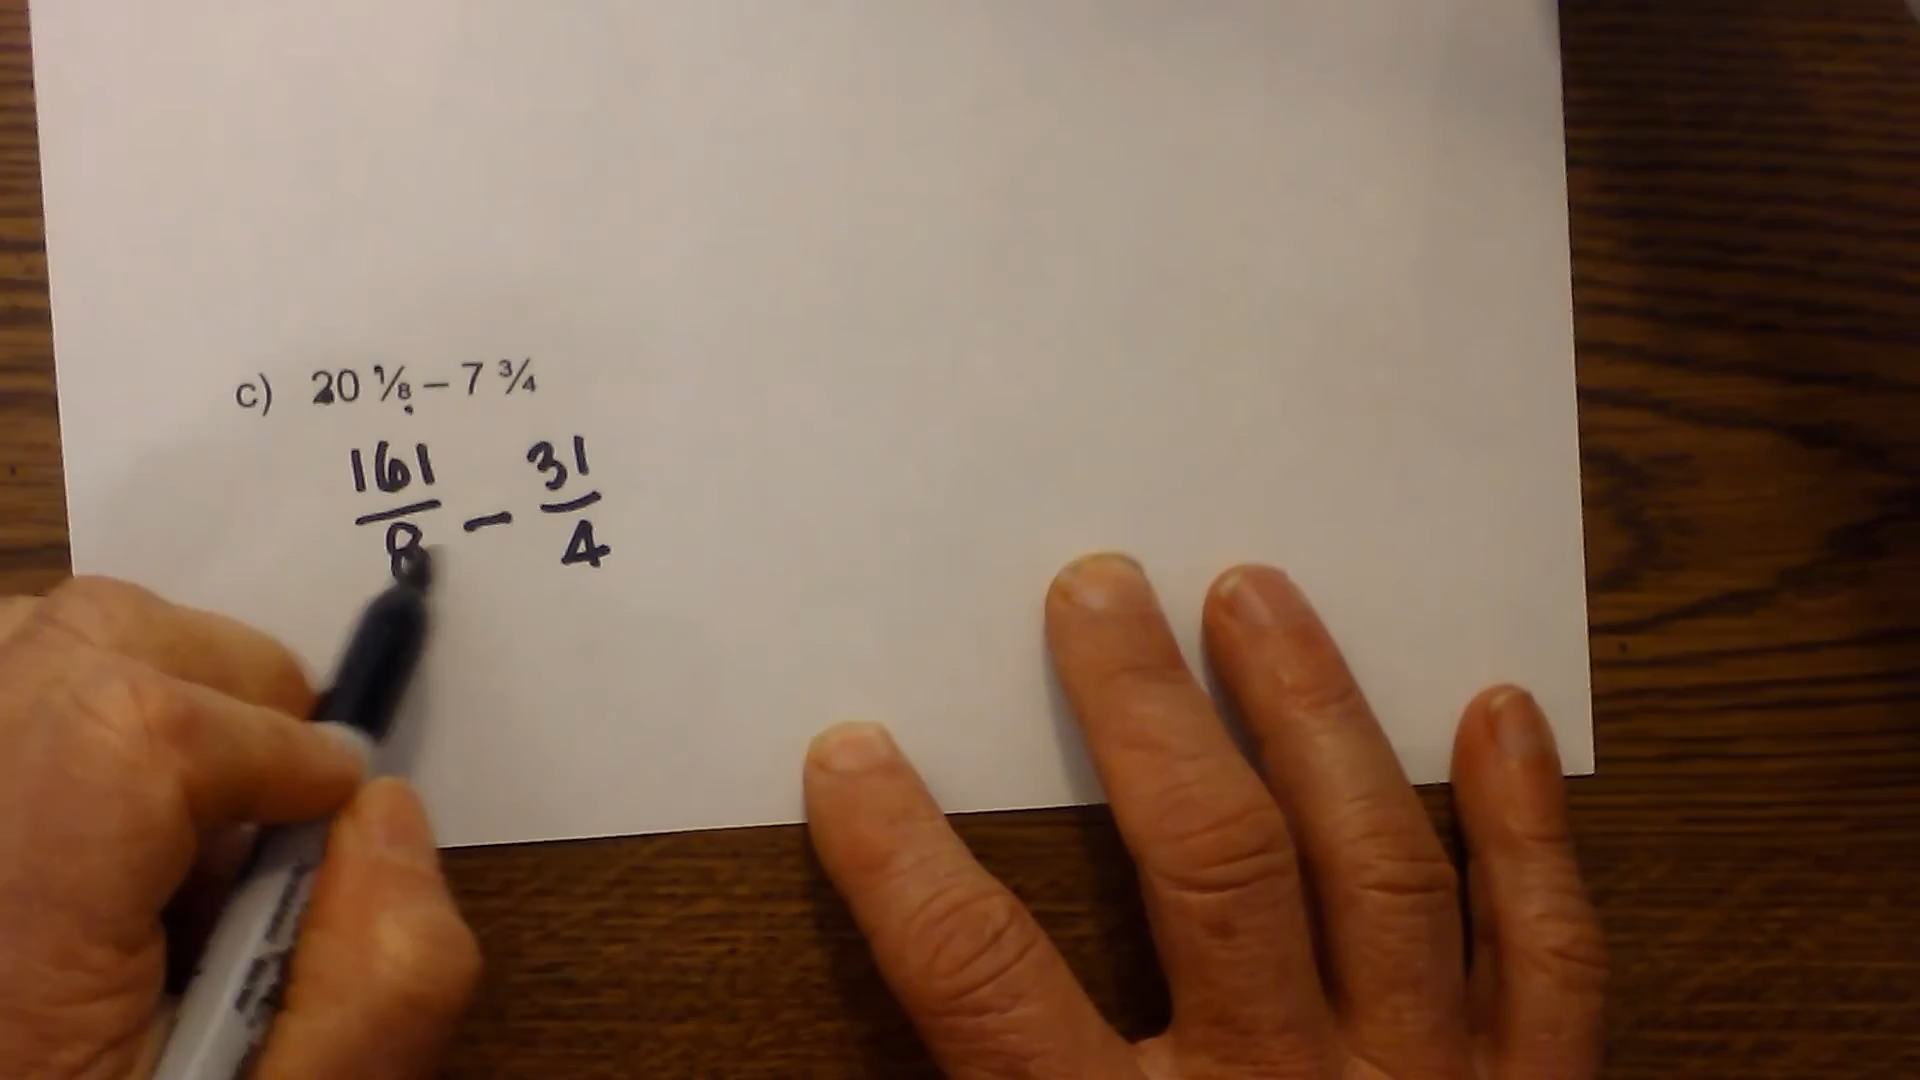 c) 20 ⅛ – 7 ¾
161/8 - 31/4